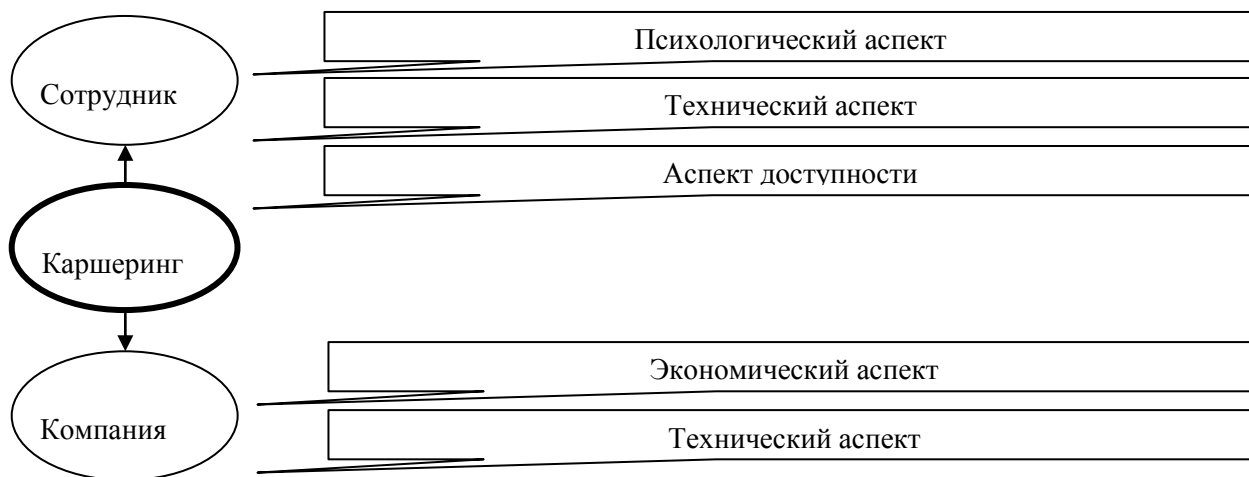 Психологический аспект
Сотрудник
Технический аспект
Аспект доступности
Каршеринг
Экономический аспект
Компания
Технический аспект